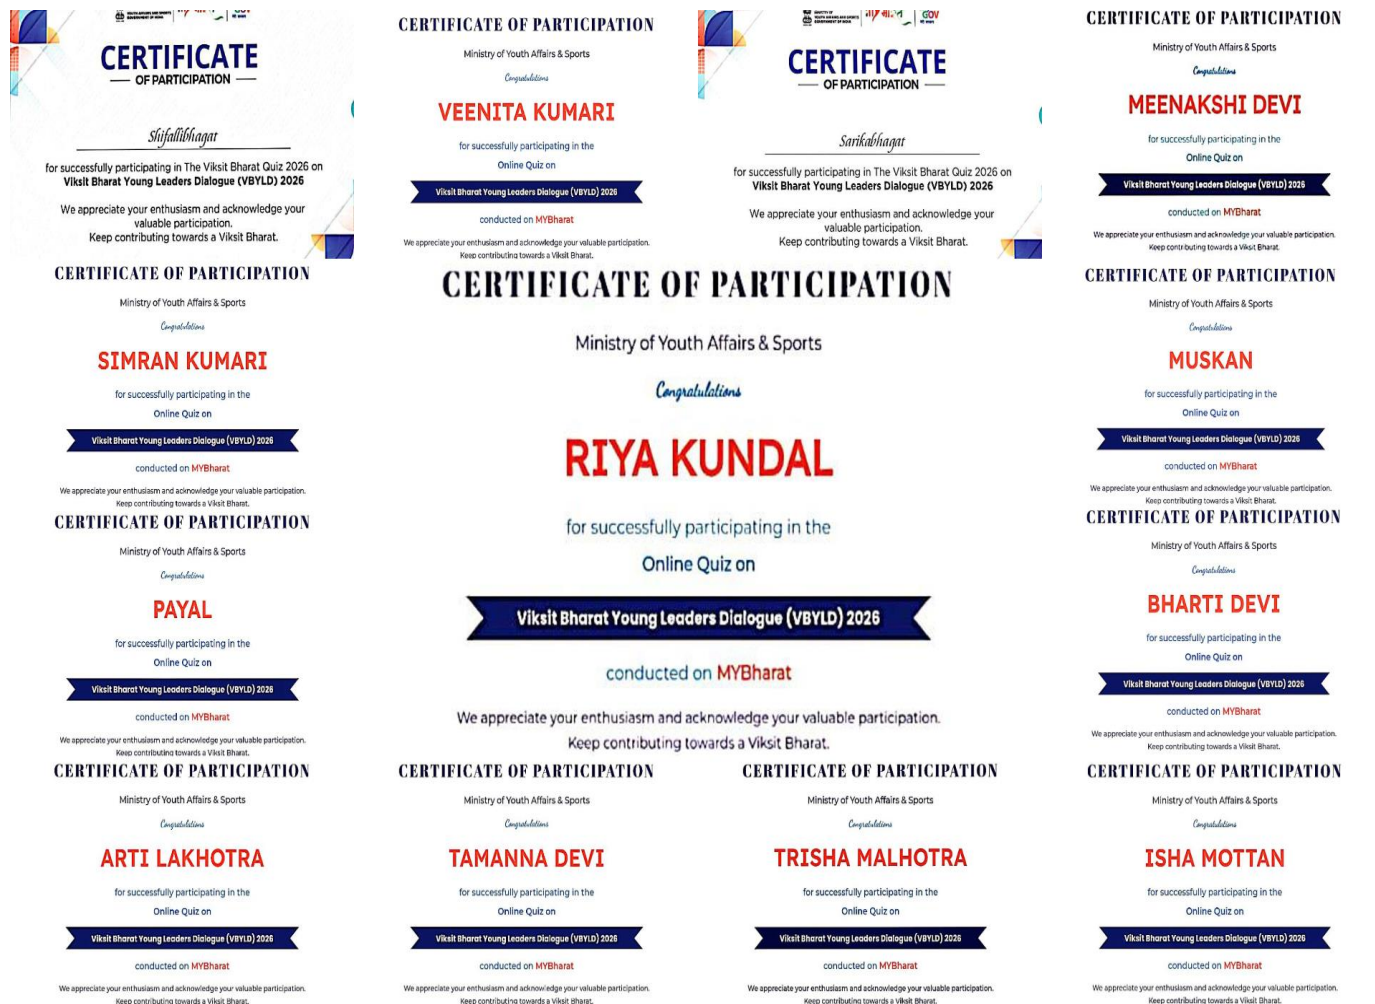 YOUTH AFFAIRS AND SPORTS
GOVERNMENT OF INDIA
CERTIFICATE
OF PARTICIPATION
Shifallibhagat
for successfully participating in The Viksit Bharat Quiz 2026 on
Viksit Bharat Young Leaders Dialogue (VBYLD) 2026
We appreciate your enthusiasm and acknowledge your
valuable participation.
Keep contributing towards a Viksit Bharat.
CERTIFICATE OF PARTICIPATION
Ministry of Youth Affairs & Sports
Congratulations
VEENITA KUMARI
for successfully participating in the
Online Quiz on
Viksit Bharat Young Leaders Dialogue (VBYLD) 2026
conducted on MYBharat
We appreciate your enthusiasm and acknowledge your valuable participation.
Keep contributing towards a Viksit Bharat.
MINISTRY OF
YOUTH AFFAIRS AND SPORTS
GOVERNMENT OF INDIA
GOV
CERTIFICATE
OF PARTICIPATION
Sarikabhagat
for successfully participating in The Viksit Bharat Quiz 2026 on
Viksit Bharat Young Leaders Dialogue (VBYLD) 2026
We appreciate your enthusiasm and acknowledge your
valuable participation.
Keep contributing towards a Viksit Bharat.
CERTIFICATE OF PARTICIPATION
Ministry of Youth Affairs & Sports
Congratulations
MEENAKSHI DEVI
for successfully participating in the
Online Quiz on
Viksit Bharat Young Leaders Dialogue (VBYLD) 2026
conducted on MYBharat
We appreciate your enthusiasm and acknowledge your valuable participation.
Keep contributing towards a Viksit Bharat.
CERTIFICATE OF PARTICIPATION
Ministry of Youth Affairs & Sports
Congratulations
SIMRAN KUMARI
for successfully participating in the
Online Quiz on
Viksit Bharat Young Leaders Dialogue (VBYLD) 2026
conducted on MYBharat
We appreciate your enthusiasm and acknowledge your valuable participation.
Keep contributing towards a Viksit Bharat.
CERTIFICATE OF PARTICIPATION
Ministry of Youth Affairs & Sports
Congratulations
RIYA KUNDAL
for successfully participating in the
Online Quiz on
Viksit Bharat Young Leaders Dialogue (VBYLD) 2026
conducted on MYBharat
We appreciate your enthusiasm and acknowledge your valuable participation.
Keep contributing towards a Viksit Bharat.
CERTIFICATE OF PARTICIPATION
Ministry of Youth Affairs & Sports
Congratulations
MUSKAN
for successfully participating in the
Online Quiz on
Viksit Bharat Young Leaders Dialogue (VBYLD) 2026
conducted on MYBharat
We appreciate your enthusiasm and acknowledge your valuable participation.
Keep contributing towards a Viksit Bharat.
CERTIFICATE OF PARTICIPATION
Ministry of Youth Affairs & Sports
Congratulations
PAYAL
for successfully participating in the
Online Quiz on
Viksit Bharat Young Leaders Dialogue (VBYLD) 2026
conducted on MYBharat
We appreciate your enthusiasm and acknowledge your valuable participation.
Keep contributing towards a Viksit Bharat.
CERTIFICATE OF PARTICIPATION
Ministry of Youth Affairs & Sports
Congratulations
BHARTI DEVI
for successfully participating in the
Online Quiz on
Viksit Bharat Young Leaders Dialogue (VBYLD) 2026
conducted on MYBharat
We appreciate your enthusiasm and acknowledge your valuable participation.
Keep contributing towards a Viksit Bharat.
CERTIFICATE OF PARTICIPATION
Ministry of Youth Affairs & Sports
Congratulations
ARTI LAKHOTRA
for successfully participating in the
Online Quiz on
Viksit Bharat Young Leaders Dialogue (VBYLD) 2026
conducted on MYBharat
We appreciate your enthusiasm and acknowledge your valuable participation.
Keep contributing towards a Viksit Bharat.
CERTIFICATE OF PARTICIPATION
Ministry of Youth Affairs & Sports
Congratulations
TAMANNA DEVI
for successfully participating in the
Online Quiz on
Viksit Bharat Young Leaders Dialogue (VBYLD) 2026
conducted on MYBharat
We appreciate your enthusiasm and acknowledge your valuable participation.
Keep contributing towards a Viksit Bharat.
CERTIFICATE OF PARTICIPATION
Ministry of Youth Affairs & Sports
Congratulations
TRISHA MALHOTRA
for successfully participating in the
Online Quiz on
Viksit Bharat Young Leaders Dialogue (VBYLD) 2026
conducted on MYBharat
We appreciate your enthusiasm and acknowledge your valuable participation.
Keep contributing towards a Viksit Bharat.
CERTIFICATE OF PARTICIPATION
Ministry of Youth Affairs & Sports
Congratulations
ISHA MOTTAN
for successfully participating in the
Online Quiz on
Viksit Bharat Young Leaders Dialogue (VBYLD) 2026
conducted on MYBharat
We appreciate your enthusiasm and acknowledge your valuable participation.
Keep contributing towards a Viksit Bharat.